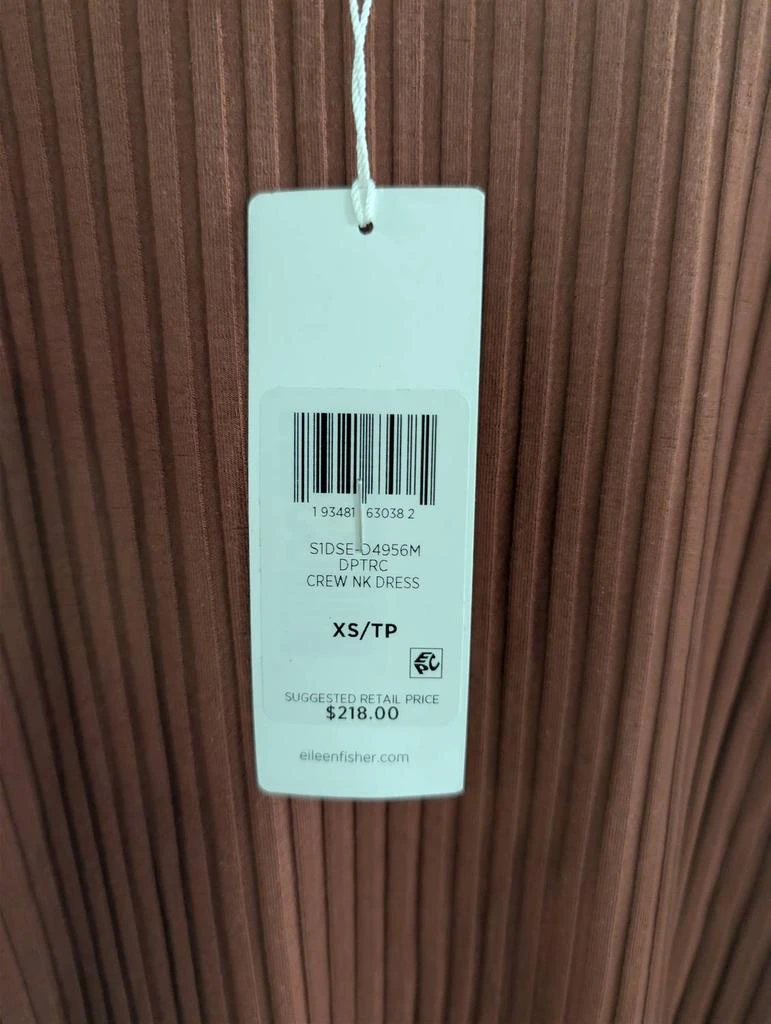 1 93481 63038 2
S1DSE-D4956M
DPTRC
CREW NK DRESS
XS/TP
EPC
SUGGESTED RETAIL PRICE
$218.00
eileenfisher.com